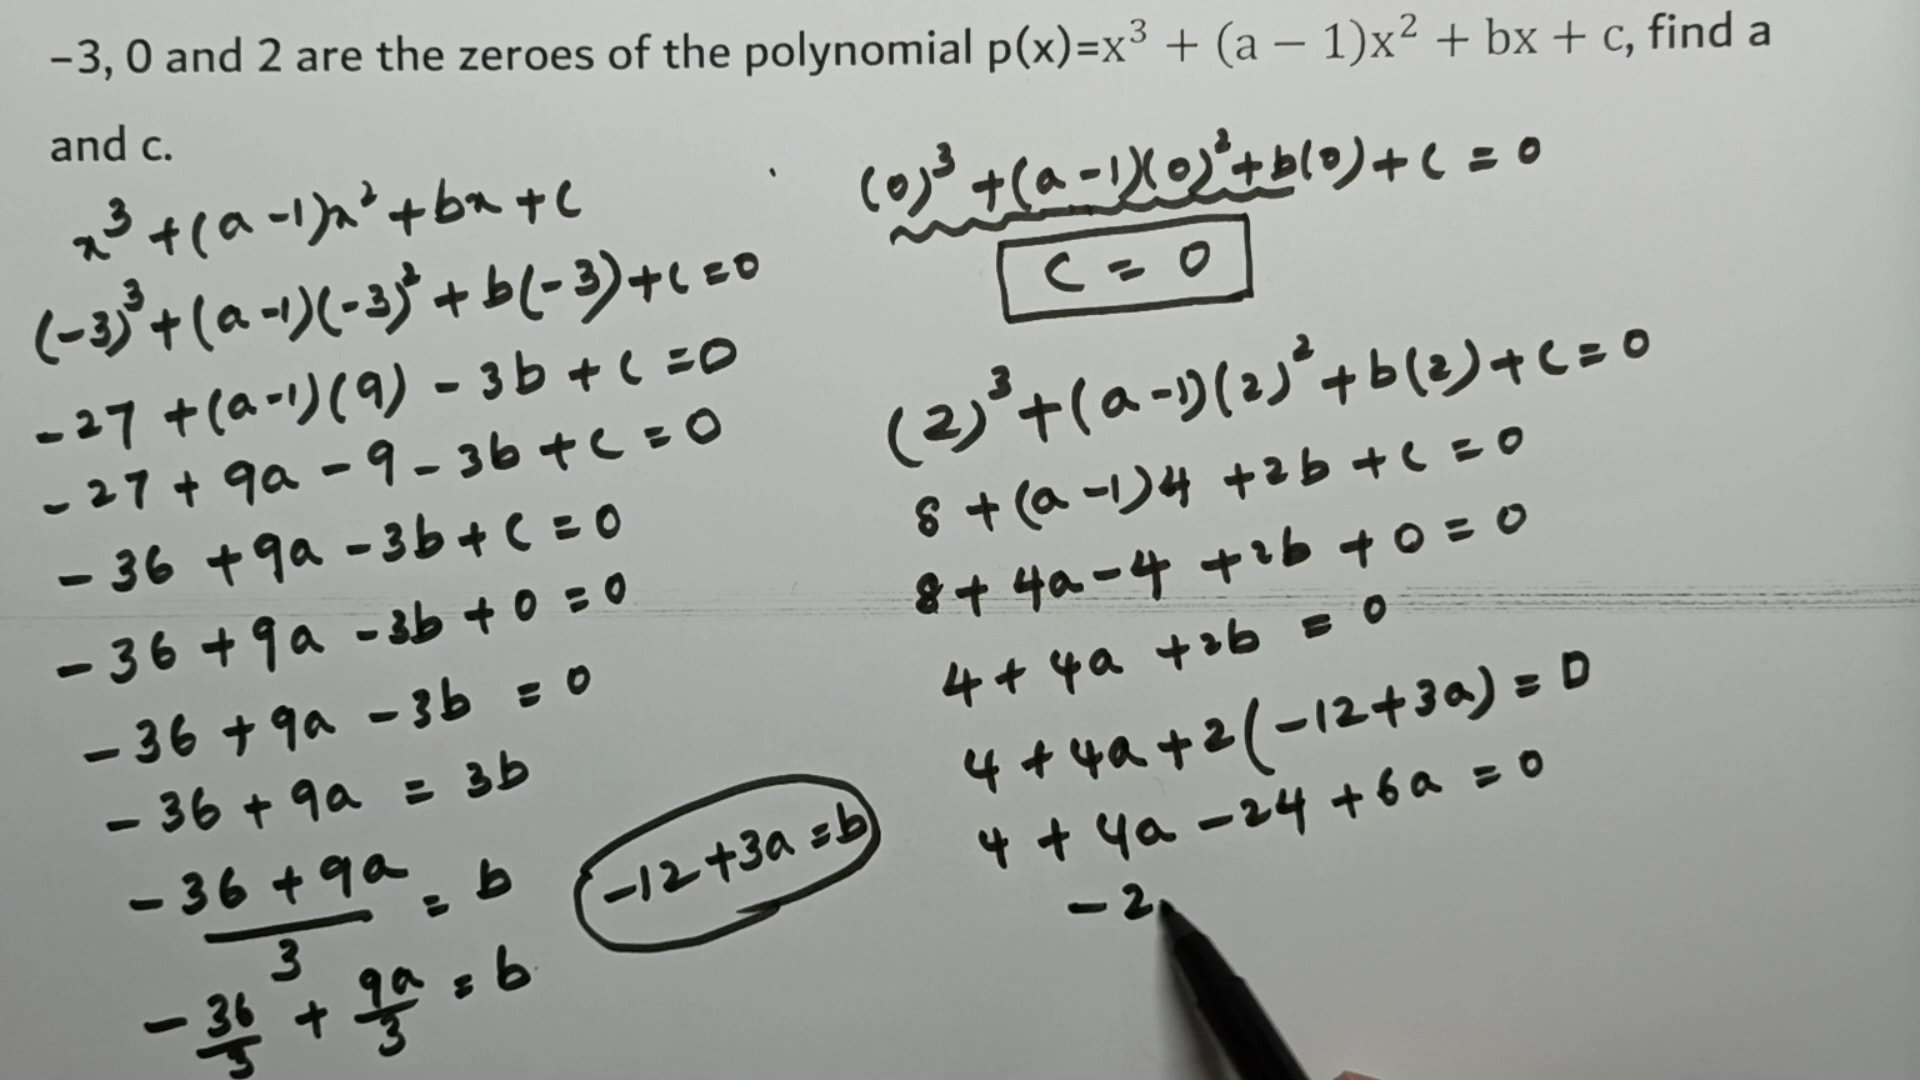 −3, 0 and 2 are the zeroes of the polynomial p(x)=x³ + (a − 1)x² + bx + c, find a
and c.
x³ + (a -1)x² + bx + c
(-3)³ + (a -1)(-3)² + b(-3) + c = 0
-27 + (a-1)(9) - 3b + c = 0
-27 + 9a - 9 - 3b + c = 0
-36 + 9a - 3b + c = 0
-36 + 9a - 3b + 0 = 0
-36 + 9a - 3b = 0
-36 + 9a = 3b
(-36 + 9a)/3 = b
-36/3 + 9a/3 = b
-12 + 3a = b
(0)³ + (a -1)(0)² + b(0) + c = 0
c = 0
(2)³ + (a -1)(2)² + b(2) + c = 0
8 + (a -1)4 + 2b + c = 0
8 + 4a - 4 + 2b + 0 = 0
4 + 4a + 2b = 0
4 + 4a + 2(-12 + 3a) = 0
4 + 4a - 24 + 6a = 0
-2